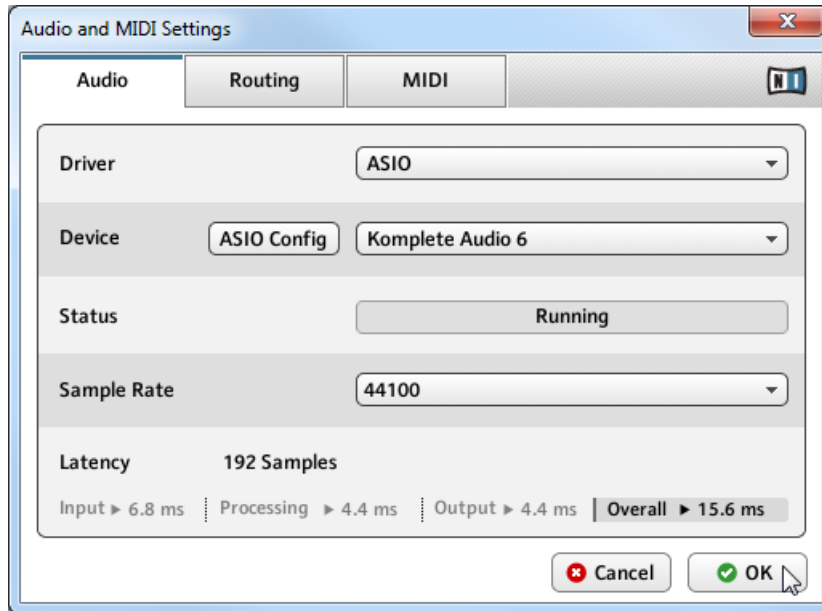 Audio and MIDI Settings
Audio Routing MIDI NI
Driver ASIO
Device ASIO Config Komplete Audio 6
Status Running
Sample Rate 44100
Latency 192 Samples
Input ▸ 6.8 ms Processing ▸ 4.4 ms Output ▸ 4.4 ms Overall ▸ 15.6 ms
Cancel OK